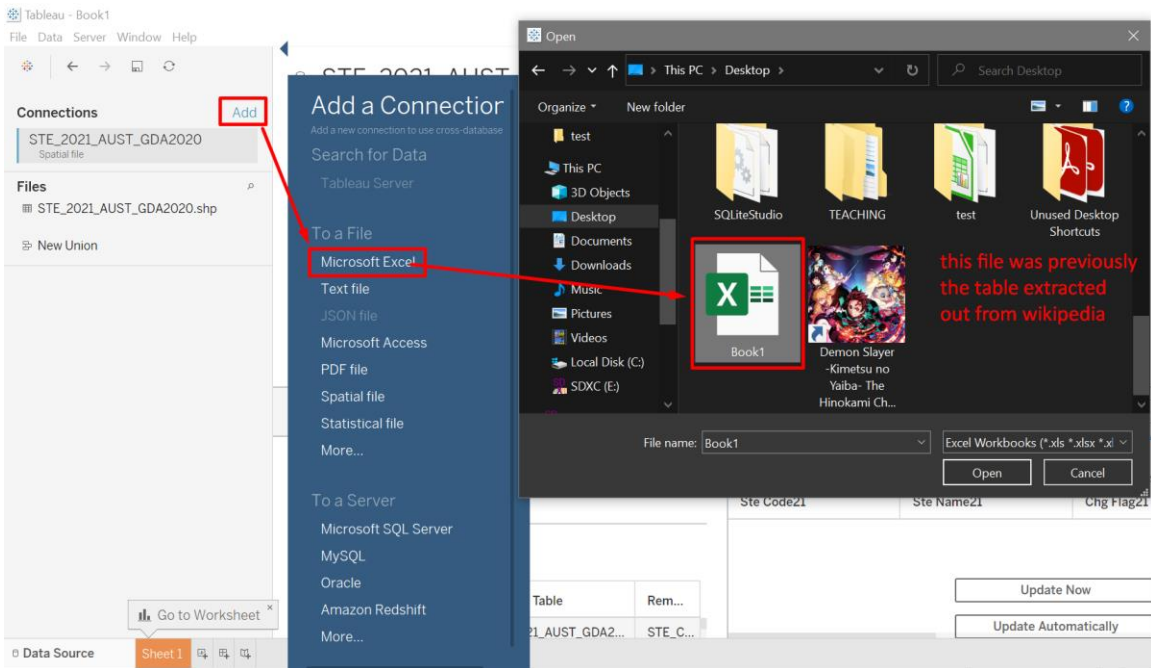 Tableau - Book1
File Data Server Window Help
Connections Add
STE_2021_AUST_GDA2020
Spatial file
Files
STE_2021_AUST_GDA2020.shp
New Union
Go to Worksheet
Data Source Sheet 1
STE 2021 AUST
Add a Connection
Add a new connection to use cross-database
Search for Data
Tableau Server
To a File
Microsoft Excel
Text file
JSON file
Microsoft Access
PDF file
Spatial file
Statistical file
More...
To a Server
Microsoft SQL Server
MySQL
Oracle
Amazon Redshift
More...
Open
This PC > Desktop >
Search Desktop
Organize New folder
test
This PC
3D Objects
Desktop
Documents
Downloads
Music
Pictures
Videos
Local Disk (C:)
SDXC (E:)
SQLiteStudio TEACHING test Unused Desktop
Shortcuts
Book1
Demon Slayer
-Kimetsu no
Yaiba- The
Hinokami Ch...
this file was previously
the table extracted
out from wikipedia
File name: Book1 Excel Workbooks (*.xls *.xlsx *.xl
Open Cancel
Ste Code21 Ste Name21 Chg Flag21
Table Rem...
21_AUST_GDA2... STE_C...
Update Now
Update Automatically